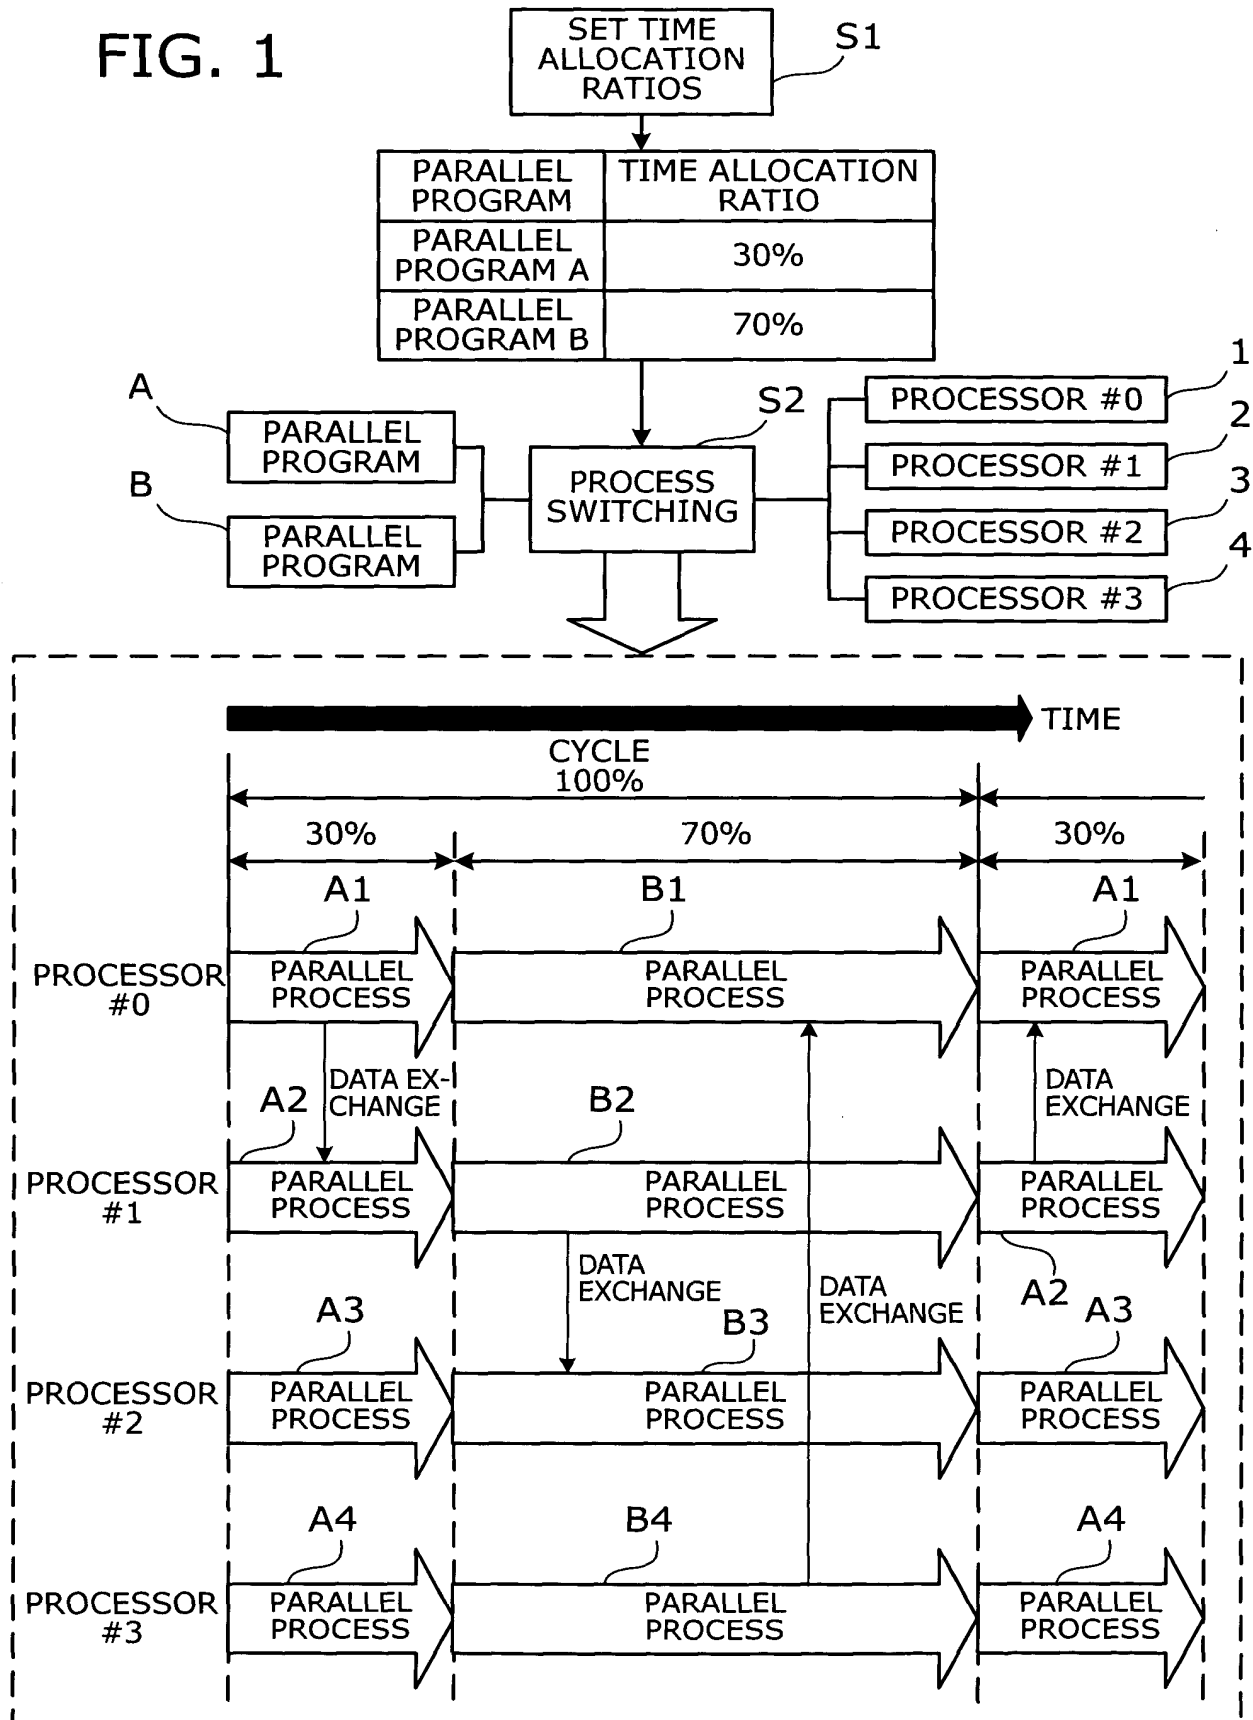 FIG. 1
SET TIME
ALLOCATION
RATIOS
S1
PARALLEL
PROGRAM
TIME ALLOCATION
RATIO
PARALLEL
PROGRAM A
30%
PARALLEL
PROGRAM B
70%
A
PARALLEL
PROGRAM
B
PARALLEL
PROGRAM
S2
PROCESS
SWITCHING
1
PROCESSOR #0
2
PROCESSOR #1
3
PROCESSOR #2
4
PROCESSOR #3
TIME
CYCLE
100%
30%
70%
30%
A1
B1
A1
PROCESSOR
#0
PARALLEL
PROCESS
PARALLEL
PROCESS
PARALLEL
PROCESS
DATA EX-
CHANGE
DATA
EXCHANGE
A2
B2
PROCESSOR
#1
PARALLEL
PROCESS
PARALLEL
PROCESS
PARALLEL
PROCESS
A2
DATA
EXCHANGE
DATA
EXCHANGE
A3
B3
A3
PROCESSOR
#2
PARALLEL
PROCESS
PARALLEL
PROCESS
PARALLEL
PROCESS
A4
B4
A4
PROCESSOR
#3
PARALLEL
PROCESS
PARALLEL
PROCESS
PARALLEL
PROCESS